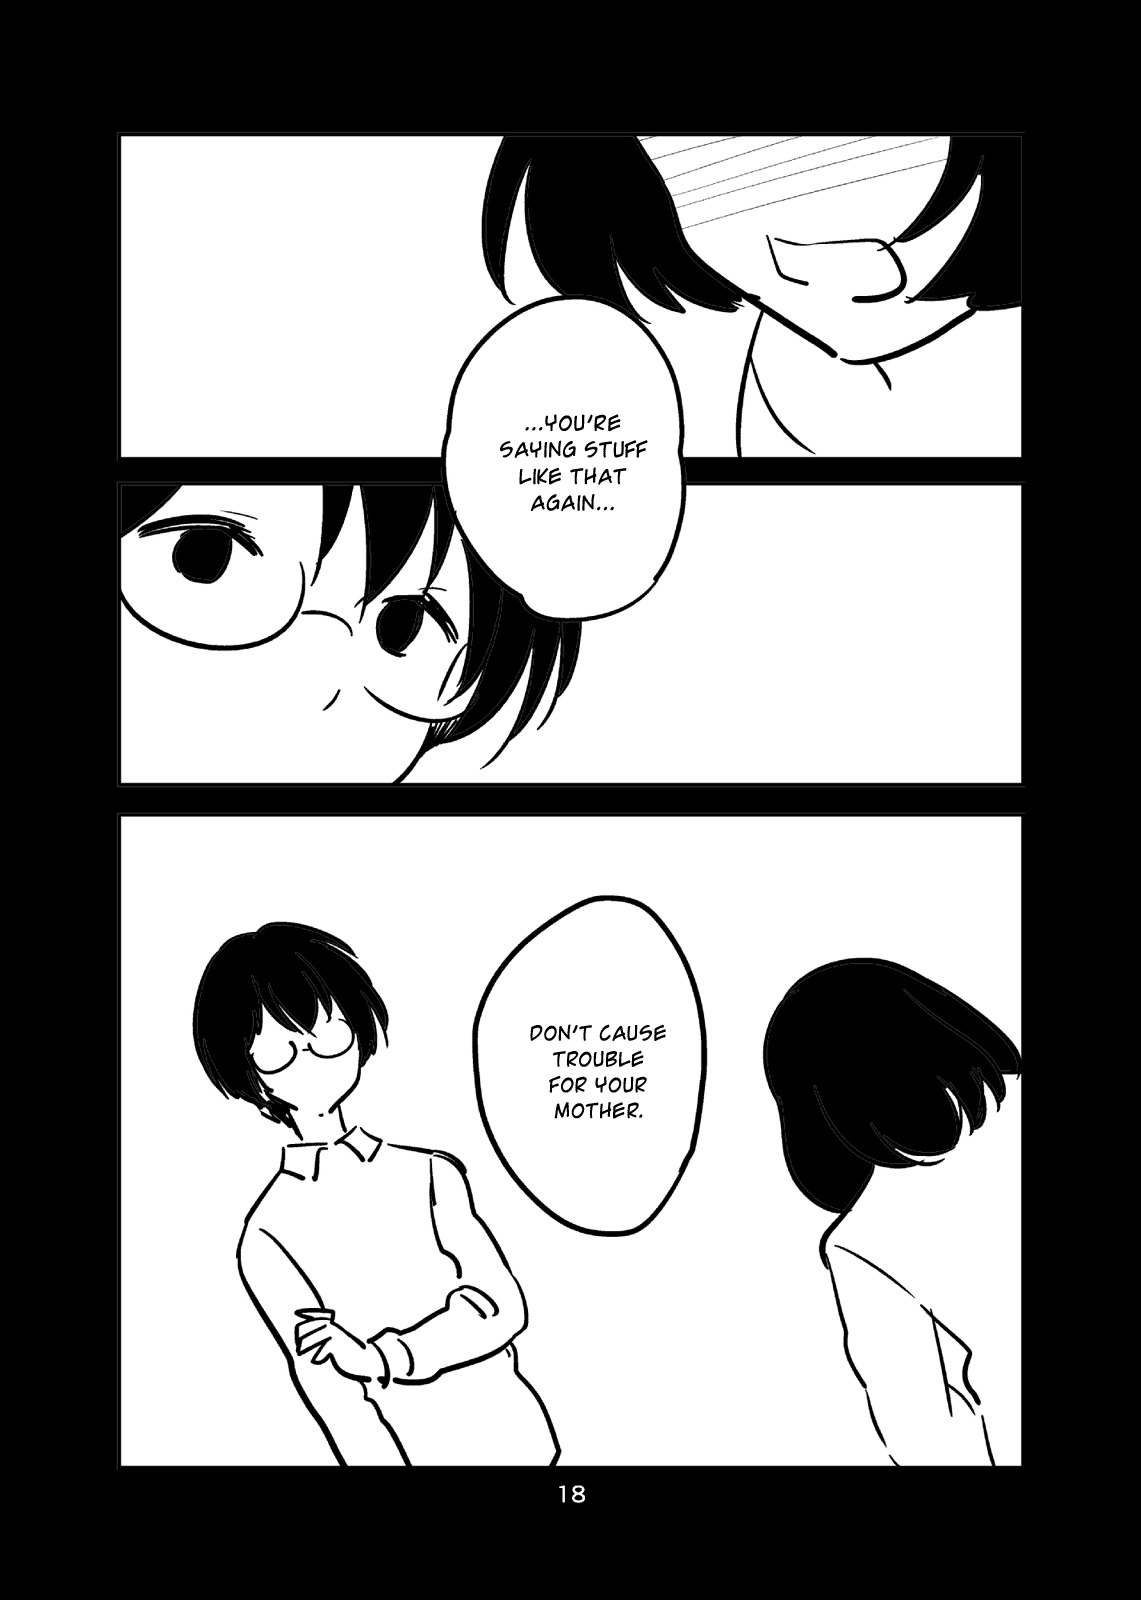 ...YOU'RE
SAYING STUFF
LIKE THAT
AGAIN...
DON'T CAUSE
TROUBLE
FOR YOUR
MOTHER.
18